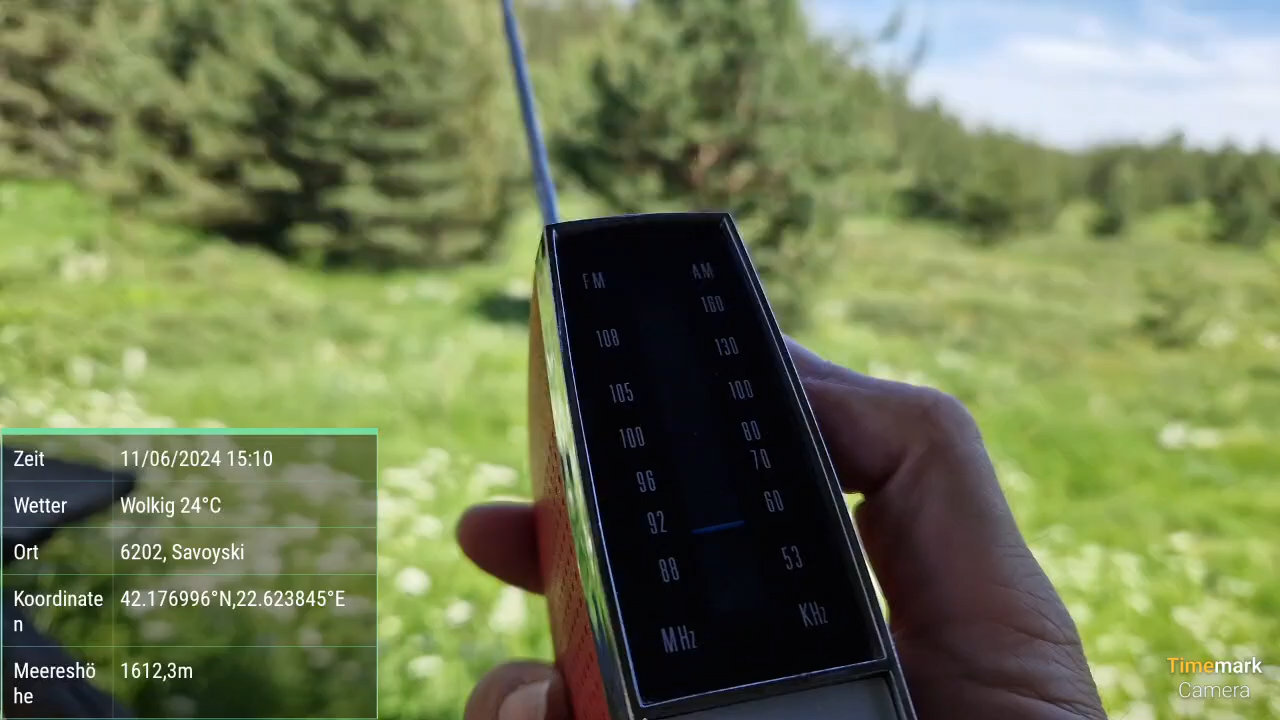 FM AM
160
108
130
105 100
100 80
70
96
60
92
53
88
KHz
MHz
Zeit 11/06/2024 15:10
Wetter Wolkig 24°C
Ort 6202, Savoyski
Koordinate 42.176996°N,22.623845°E
n
Meereshö 1612,3m
he
Timemark
Camera